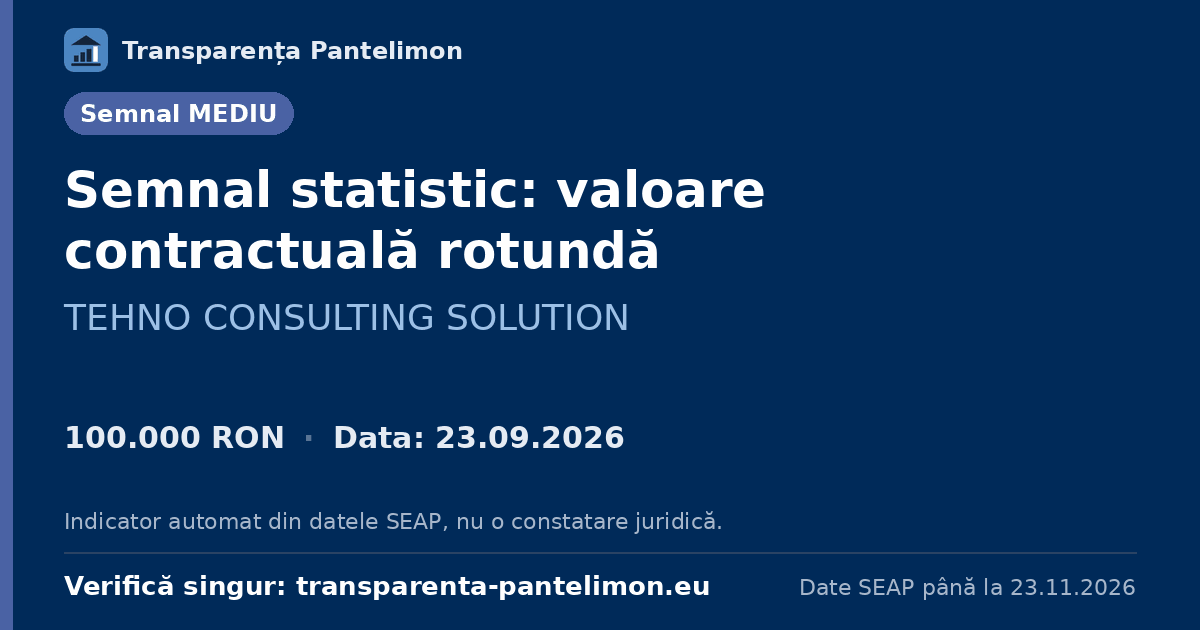 Transparența Pantelimon
Semnal MEDIU
Semnal statistic: valoare
contractuală rotundă
TEHNO CONSULTING SOLUTION
100.000 RON · Data: 23.09.2026
Indicator automat din datele SEAP, nu o constatare juridică.
Verifică singur: transparenta-pantelimon.eu
Date SEAP până la 23.11.2026